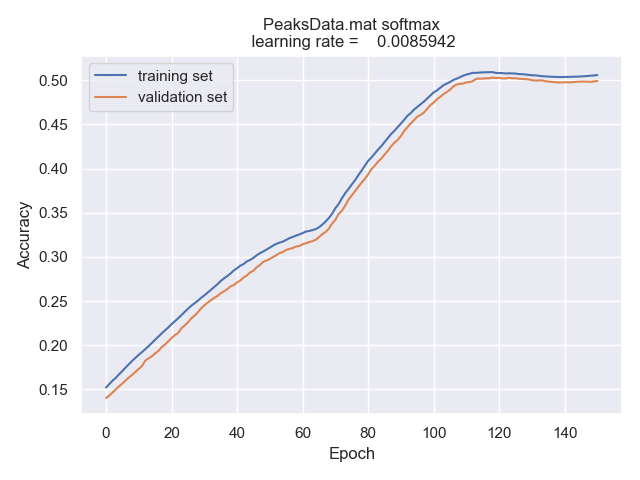 PeaksData.mat softmax
learning rate = 0.0085942
training set
validation set
0.50
0.45
0.40
0.35
0.30
0.25
0.20
0.15
Accuracy
0 20 40 60 80 100 120 140
Epoch